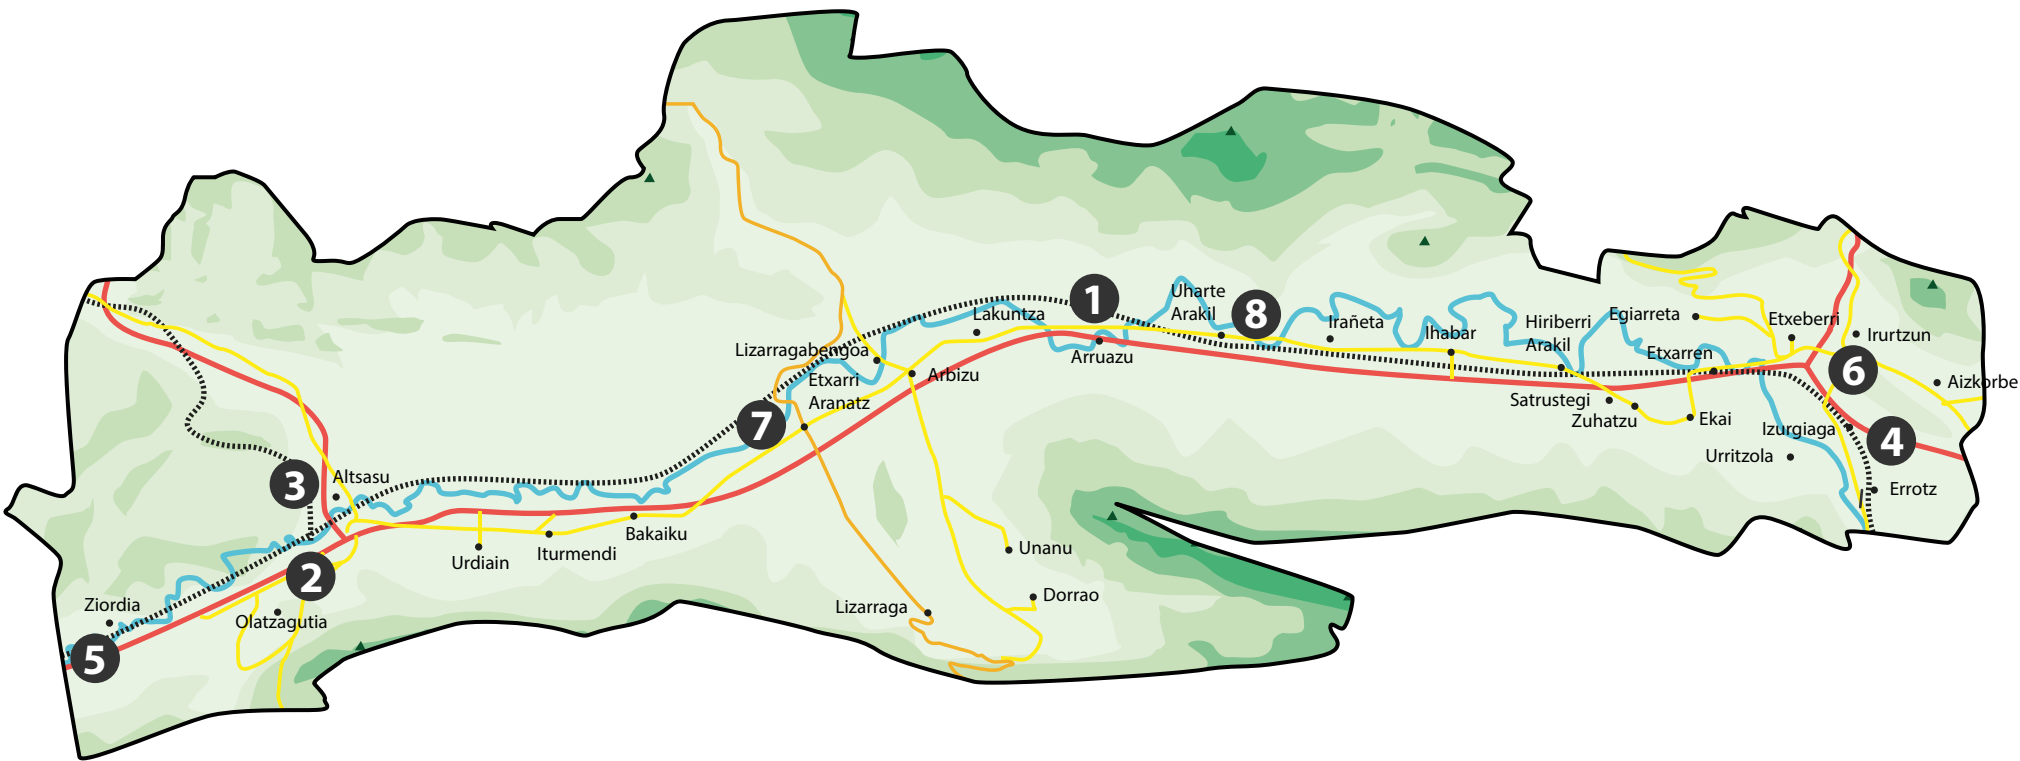 1
Uharte
Arakil
8
Lakuntza
Irañeta
Ihabar
Hiriberri
Arakil
Egiarreta
Etxeberri
Irurtzun
Lizarragabengoa
Arruazu
Etxarren
6
Aizkorbe
Etxarri
Aranatz
Arbizu
Satrustegi
Zuhatzu
Ekai
Izurgiaga
4
7
Urritzola
Errotz
3
Altsasu
Bakaiku
Iturmendi
Urdiain
Unanu
2
Dorrao
Lizarraga
Ziordia
Olatzagutia
5